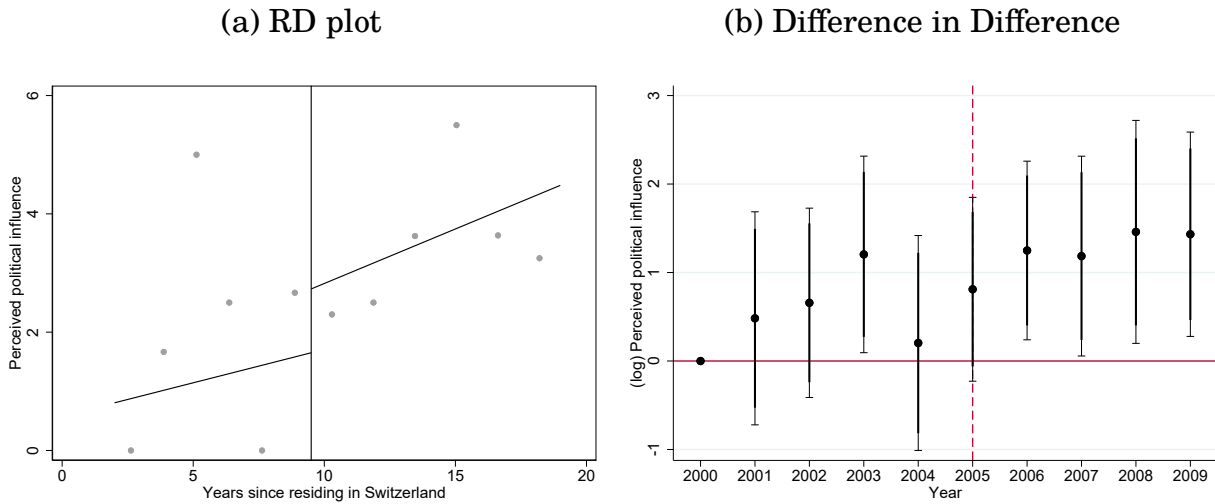 (a) RD plot
Perceived political influence
6
4
2
0
0 5 10 15 20
Years since residing in Switzerland
(b) Difference in Difference
(log) Perceived political influence
3
2
1
0
-1
2000 2001 2002 2003 2004 2005 2006 2007 2008 2009
Year